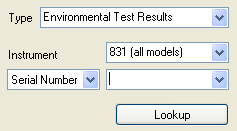 Type Environmental Test Results
Instrument 831 (all models)
Serial Number
Lookup